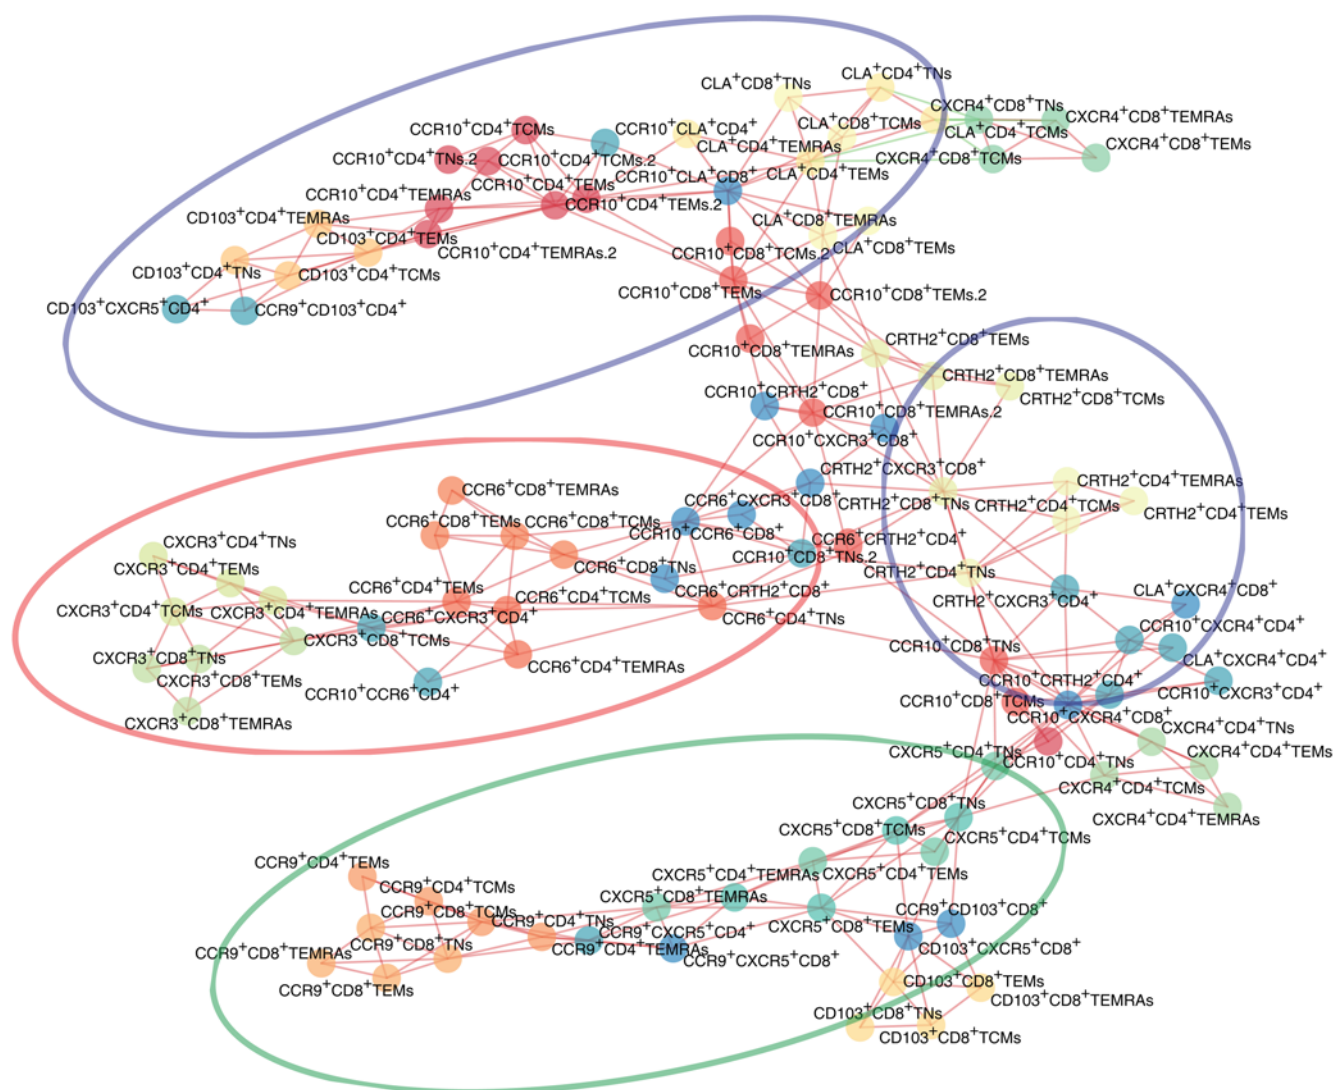 CLA⁺CD8⁺TNs
CLA⁺CD4⁺TNs
CXCR4⁺CD8⁺TNs
CXCR4⁺CD8⁺TEMRAs
CLA⁺CD8⁺TCMs
CLA⁺CD4⁺TCMs
CXCR4⁺CD8⁺TEMs
CCR10⁺CD4⁺TCMs
CCR10⁺CLA⁺CD4⁺
CLA⁺CD4⁺TEMRAs
CXCR4⁺CD8⁺TCMs
CCR10⁺CD4⁺TNs.2
CCR10⁺CD4⁺TCMs.2
CCR10⁺CLA⁺CD8⁺
CLA⁺CD4⁺TEMs
CCR10⁺CD4⁺TEMs
CCR10⁺CD4⁺TEMRAs
CCR10⁺CD4⁺TEMs.2
CD103⁺CD4⁺TEMRAs
CLA⁺CD8⁺TEMRAs
CD103⁺CD4⁺TEMs
CCR10⁺CD4⁺TEMRAs.2
CCR10⁺CD8⁺TCMs.2
CLA⁺CD8⁺TEMs
CD103⁺CD4⁺TNs
CD103⁺CD4⁺TCMs
CCR10⁺CD8⁺TEMs
CCR10⁺CD8⁺TEMs.2
CD103⁺CXCR5⁺CD4⁺
CCR9⁺CD103⁺CD4⁺
CCR10⁺CD8⁺TEMRAs
CRTH2⁺CD8⁺TEMs
CRTH2⁺CD8⁺TEMRAs
CRTH2⁺CD8⁺TCMs
CCR10⁺CRTH2⁺CD8⁺
CCR10⁺CD8⁺TEMRAs.2
CCR10⁺CXCR3⁺CD8⁺
CRTH2⁺CXCR3⁺CD8⁺
CCR6⁺CD8⁺TEMRAs
CCR6⁺CXCR3⁺CD8⁺
CRTH2⁺CD8⁺TNs
CRTH2⁺CD4⁺TCMs
CRTH2⁺CD4⁺TEMRAs
CRTH2⁺CD4⁺TEMs
CCR6⁺CD8⁺TEMs
CCR6⁺CD8⁺TCMs
CCR10⁺CCR6⁺CD8⁺
CCR6⁺CRTH2⁺CD4⁺
CXCR3⁺CD4⁺TNs
CCR10⁺CD8⁺TNs.2
CXCR3⁺CD4⁺TEMs
CCR6⁺CD8⁺TNs
CRTH2⁺CD4⁺TNs
CCR6⁺CD4⁺TEMs
CCR6⁺CD4⁺TCMs
CCR6⁺CRTH2⁺CD8⁺
CRTH2⁺CXCR3⁺CD4⁺
CLA⁺CXCR4⁺CD8⁺
CXCR3⁺CD4⁺TCMs
CXCR3⁺CD4⁺TEMRAs
CCR6⁺CXCR3⁺CD4⁺
CCR6⁺CD4⁺TNs
CCR10⁺CXCR4⁺CD4⁺
CXCR3⁺CD8⁺TCMs
CCR10⁺CD8⁺TNs
CXCR3⁺CD8⁺TNs
CCR6⁺CD4⁺TEMRAs
CLA⁺CXCR4⁺CD4⁺
CXCR3⁺CD8⁺TEMs
CCR10⁺CCR6⁺CD4⁺
CCR10⁺CRTH2⁺CD4⁺
CCR10⁺CXCR3⁺CD4⁺
CXCR3⁺CD8⁺TEMRAs
CCR10⁺CD8⁺TCMs
CCR10⁺CXCR4⁺CD8⁺
CXCR4⁺CD4⁺TNs
CXCR5⁺CD4⁺TNs
CCR10⁺CD4⁺TNs
CXCR4⁺CD4⁺TEMs
CXCR4⁺CD4⁺TCMs
CXCR5⁺CD8⁺TNs
CXCR4⁺CD4⁺TEMRAs
CXCR5⁺CD8⁺TCMs
CXCR5⁺CD4⁺TCMs
CCR9⁺CD4⁺TEMs
CXCR5⁺CD4⁺TEMRAs
CXCR5⁺CD4⁺TEMs
CCR9⁺CD4⁺TCMs
CXCR5⁺CD8⁺TEMRAs
CCR9⁺CD8⁺TCMs
CCR9⁺CD4⁺TNs
CCR9⁺CD103⁺CD8⁺
CCR9⁺CXCR5⁺CD4⁺
CXCR5⁺CD8⁺TEMs
CCR9⁺CD8⁺TEMRAs
CCR9⁺CD8⁺TNs
CCR9⁺CD4⁺TEMRAs
CD103⁺CXCR5⁺CD8⁺
CCR9⁺CXCR5⁺CD8⁺
CCR9⁺CD8⁺TEMs
CD103⁺CD8⁺TEMs
CD103⁺CD8⁺TEMRAs
CD103⁺CD8⁺TNs
CD103⁺CD8⁺TCMs